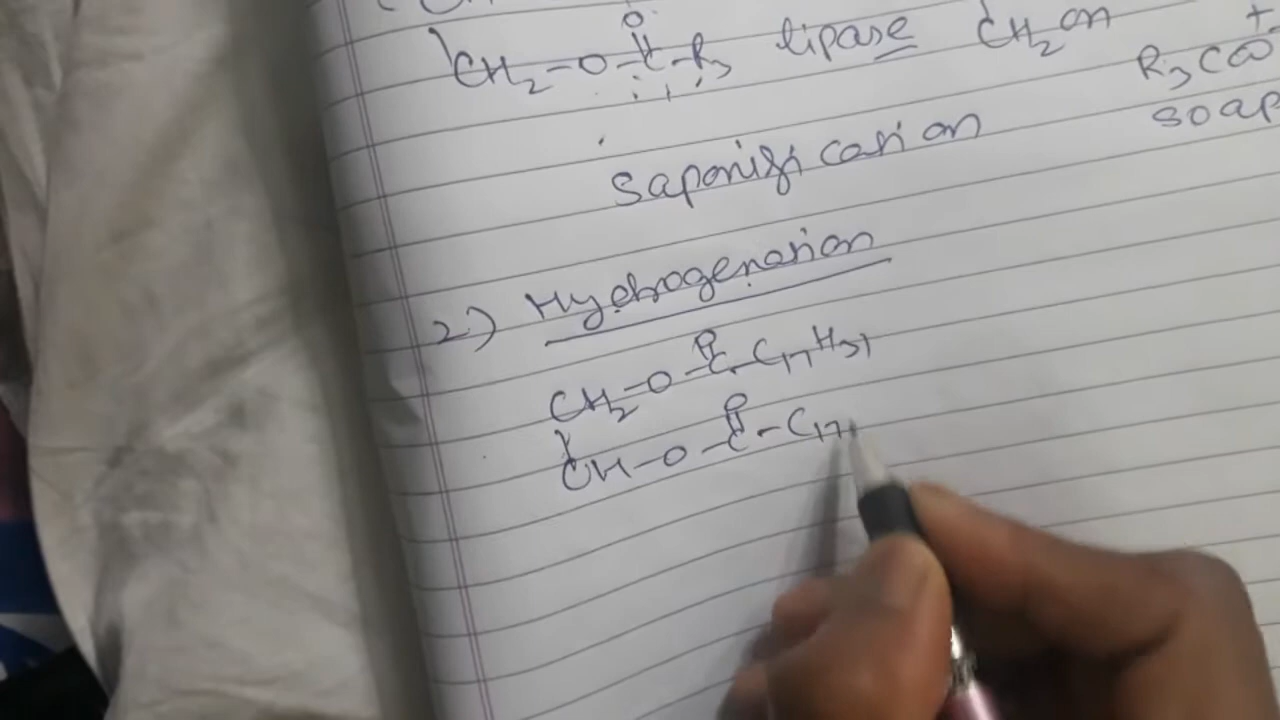 CH2-O-C-R3 lipase CH2OH R3COO
O
soap
Saponification
2.) Hydrogenation
O
CH2-O-C-C17H31
O
CH-O-C-C17